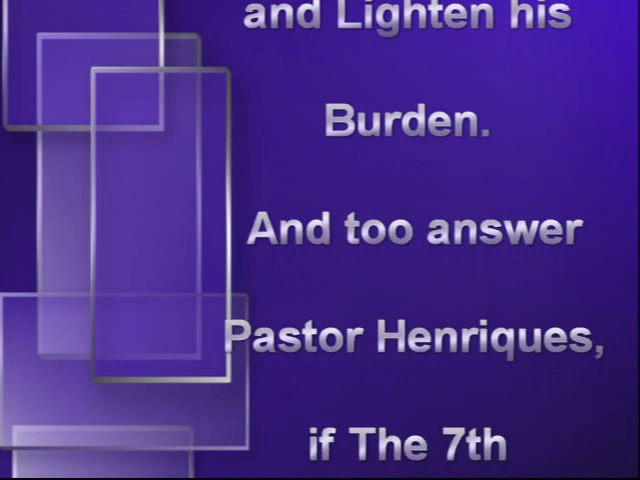 and Lighten his
Burden.
And too answer
Pastor Henriques,
if The 7th